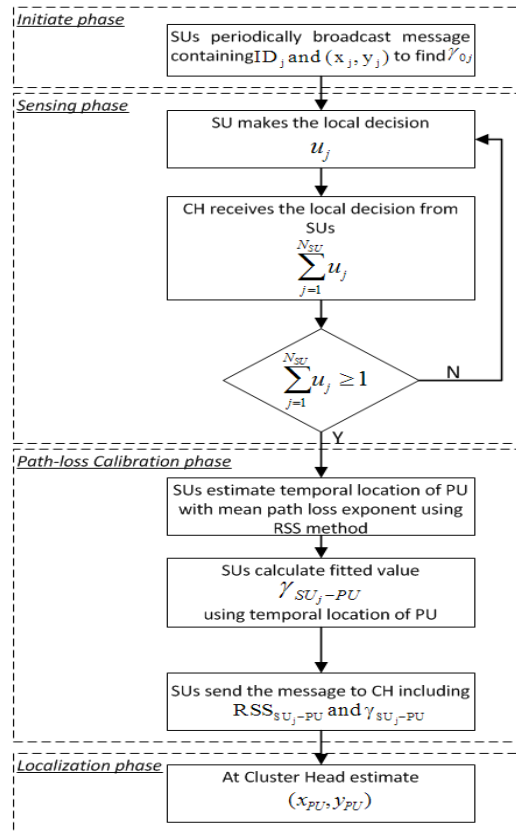 Initiate phase
SUs periodically broadcast message
containingID_j and (x_j, y_j) to find γ_0j
Sensing phase
SU makes the local decision
u_j
CH receives the local decision from
SUs
∑_{j=1}^{N_SU} u_j
∑_{j=1}^{N_SU} u_j ≥ 1
N
Y
Path-loss Calibration phase
SUs estimate temporal location of PU
with mean path loss exponent using
RSS method
SUs calculate fitted value
γ_{SU_j-PU}
using temporal location of PU
SUs send the message to CH including
RSS_{SU_j-PU} and γ_{SU_j-PU}
Localization phase
At Cluster Head estimate
(x_PU, y_PU)